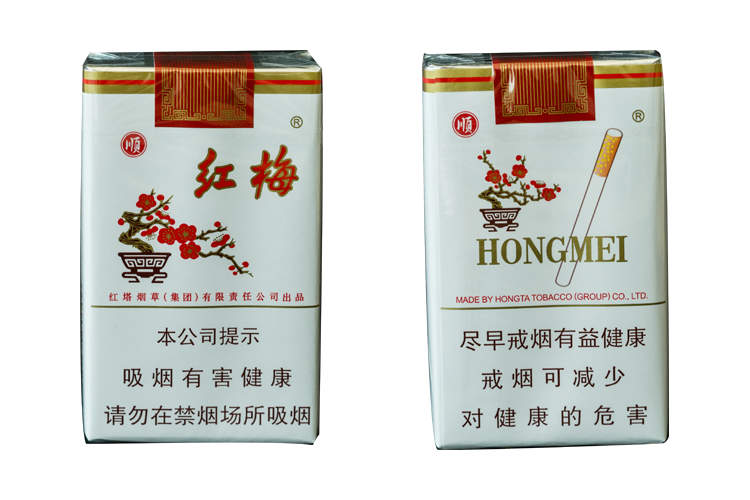 顺
®
红梅
红塔烟草(集团)有限责任公司出品
本公司提示
吸烟有害健康
请勿在禁烟场所吸烟
顺
®
HONGMEI
MADE BY HONGTA TOBACCO (GROUP) CO., LTD.
尽早戒烟有益健康
戒烟可减少
对健康的危害